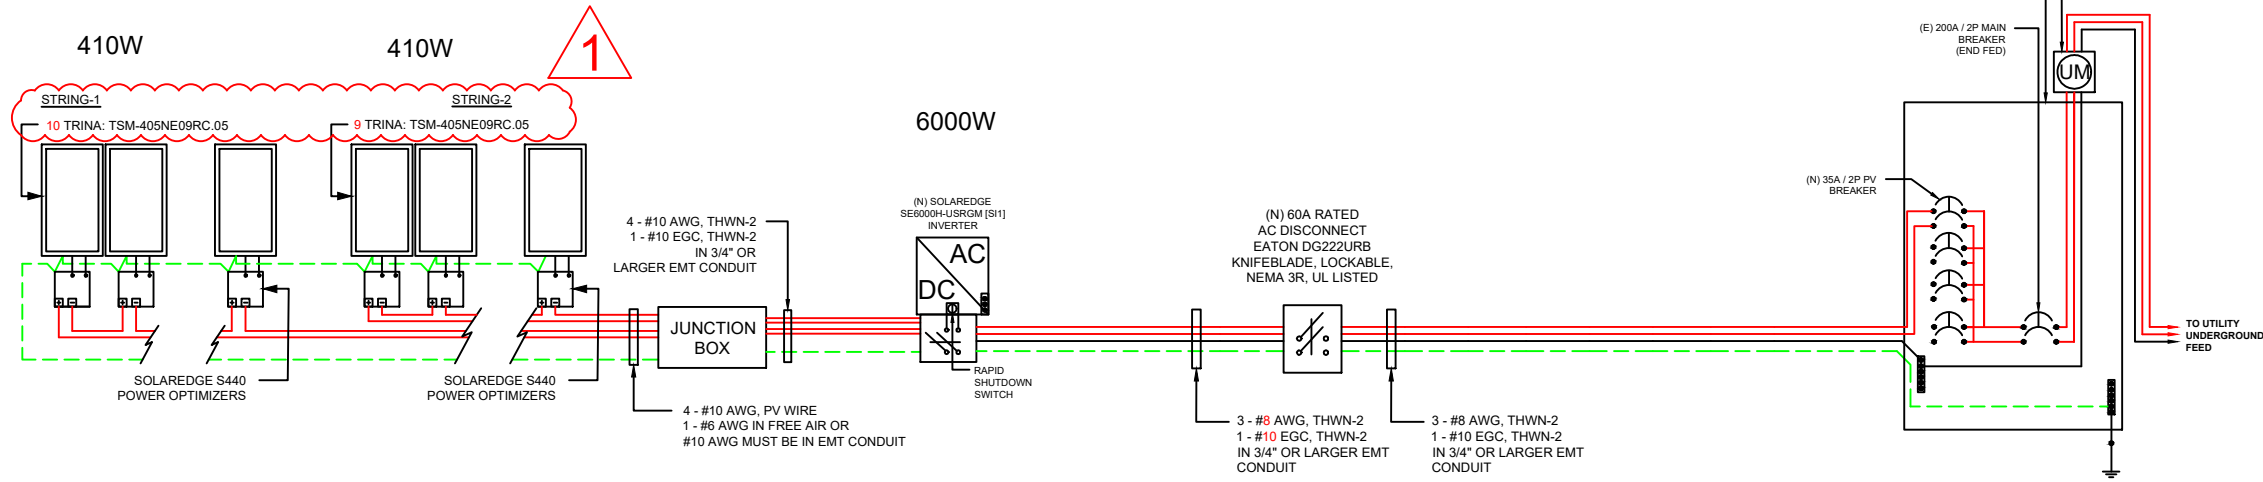 410W
410W
1
STRING-1
STRING-2
10 TRINA: TSM-405NE09RC.05
9 TRINA: TSM-405NE09RC.05
6000W
(E) 200A / 2P MAIN
BREAKER
(END FED)
UM
(N) 35A / 2P PV
BREAKER
4 - #10 AWG, THWN-2
1 - #10 EGC, THWN-2
IN 3/4" OR
LARGER EMT CONDUIT
(N) SOLAREDGE
SE6000H-USRGM [SI1]
INVERTER
AC
DC
(N) 60A RATED
AC DISCONNECT
EATON DG222URB
KNIFEBLADE, LOCKABLE,
NEMA 3R, UL LISTED
JUNCTION
BOX
TO UTILITY
UNDERGROUND
FEED
SOLAREDGE S440
POWER OPTIMIZERS
SOLAREDGE S440
POWER OPTIMIZERS
RAPID
SHUTDOWN
SWITCH
4 - #10 AWG, PV WIRE
1 - #6 AWG IN FREE AIR OR
#10 AWG MUST BE IN EMT CONDUIT
3 - #8 AWG, THWN-2
1 - #10 EGC, THWN-2
IN 3/4" OR LARGER EMT
CONDUIT
3 - #8 AWG, THWN-2
1 - #10 EGC, THWN-2
IN 3/4" OR LARGER EMT
CONDUIT